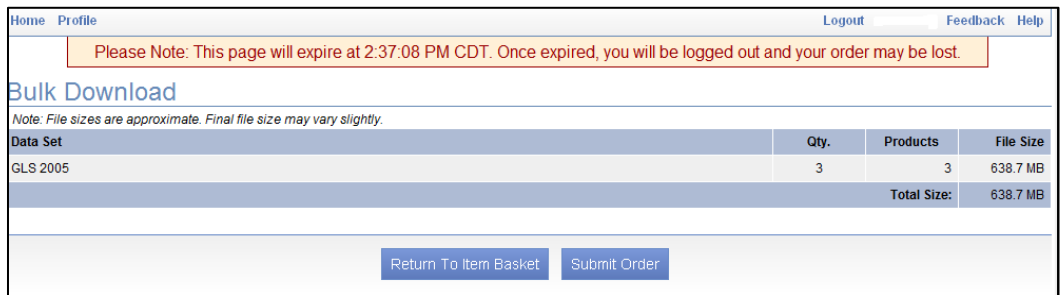 Home Profile Logout Feedback Help
Please Note: This page will expire at 2:37:08 PM CDT. Once expired, you will be logged out and your order may be lost.
Bulk Download
Note: File sizes are approximate. Final file size may vary slightly.
Data Set Qty. Products File Size
GLS 2005 3 3 638.7 MB
Total Size: 638.7 MB
Return To Item Basket Submit Order